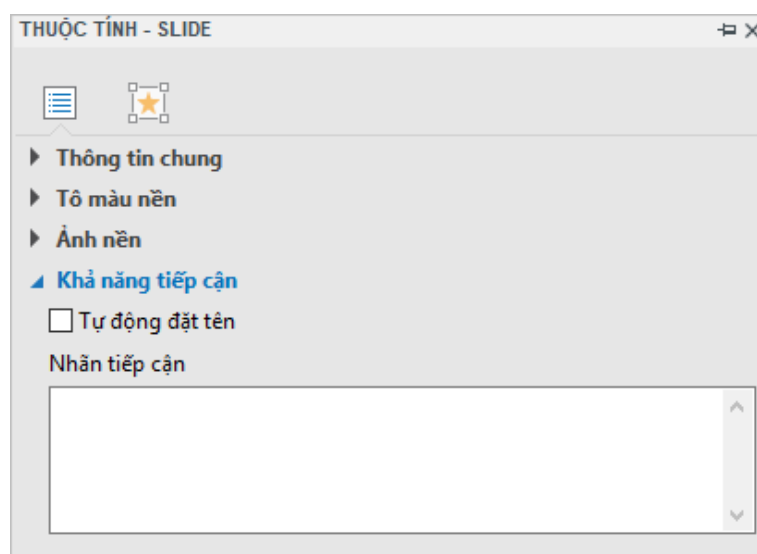 THUỘC TÍNH - SLIDE
Thông tin chung
Tô màu nền
Ảnh nền
Khả năng tiếp cận
Tự động đặt tên
Nhãn tiếp cận